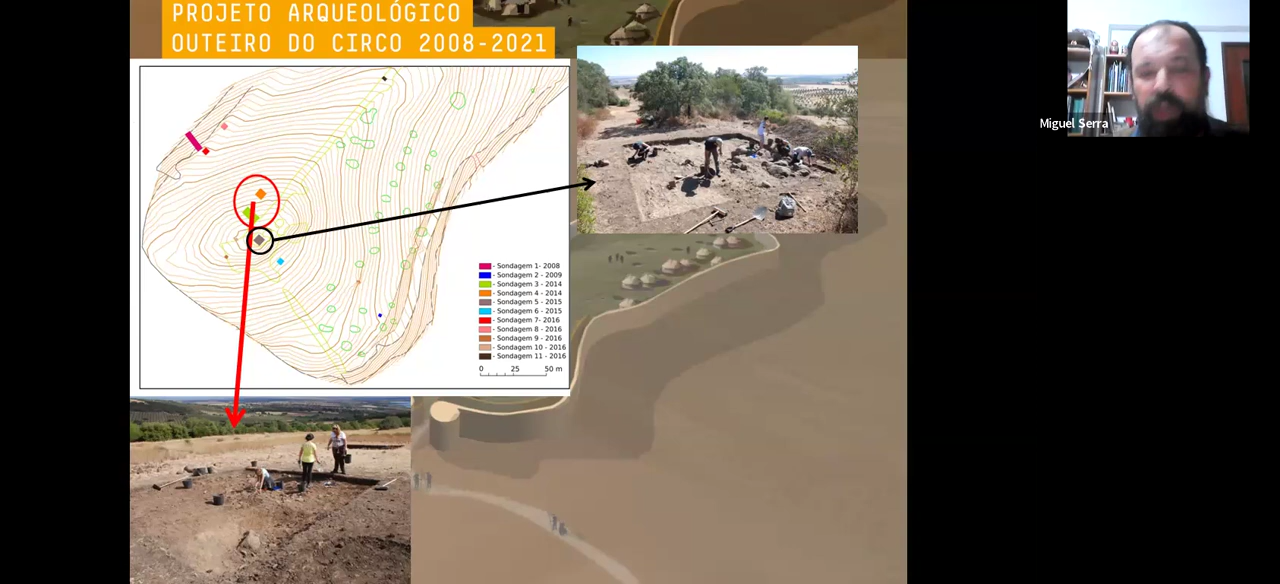 PROJETO ARQUEOLÓGICO
OUTEIRO DO CIRCO 2008-2021
Miguel Serra
- Sondagem 1- 2008
- Sondagem 2 - 2009
- Sondagem 3 - 2014
- Sondagem 4 - 2014
- Sondagem 5 - 2015
- Sondagem 6 - 2015
- Sondagem 7- 2016
- Sondagem 8 - 2016
- Sondagem 9 - 2016
- Sondagem 10 - 2016
- Sondagem 11 - 2016
0 25 50 m